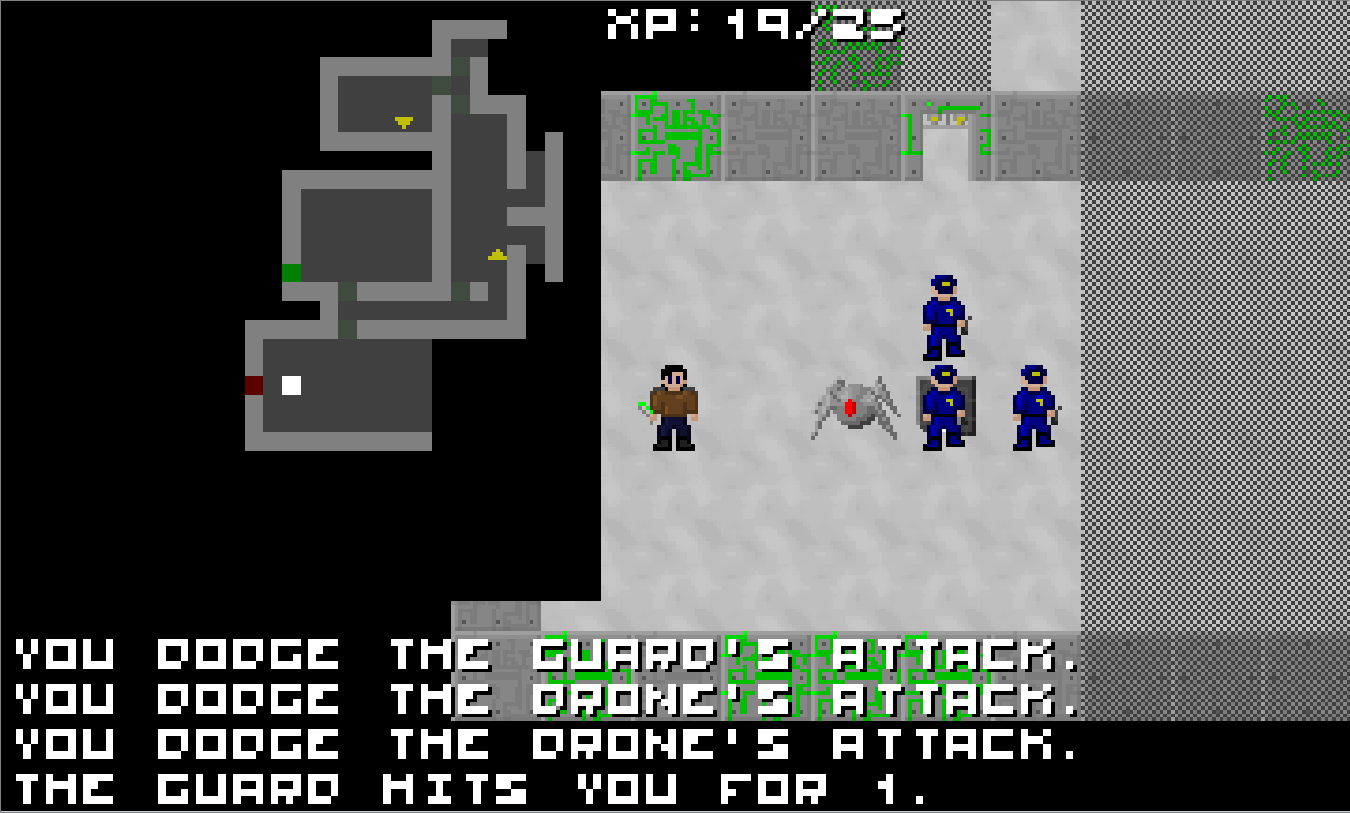 XP: 19/25
YOU DODGE THE GUARD'S ATTACK.
YOU DODGE THE DRONE'S ATTACK.
YOU DODGE THE DRONE'S ATTACK.
THE GUARD HITS YOU FOR 1.